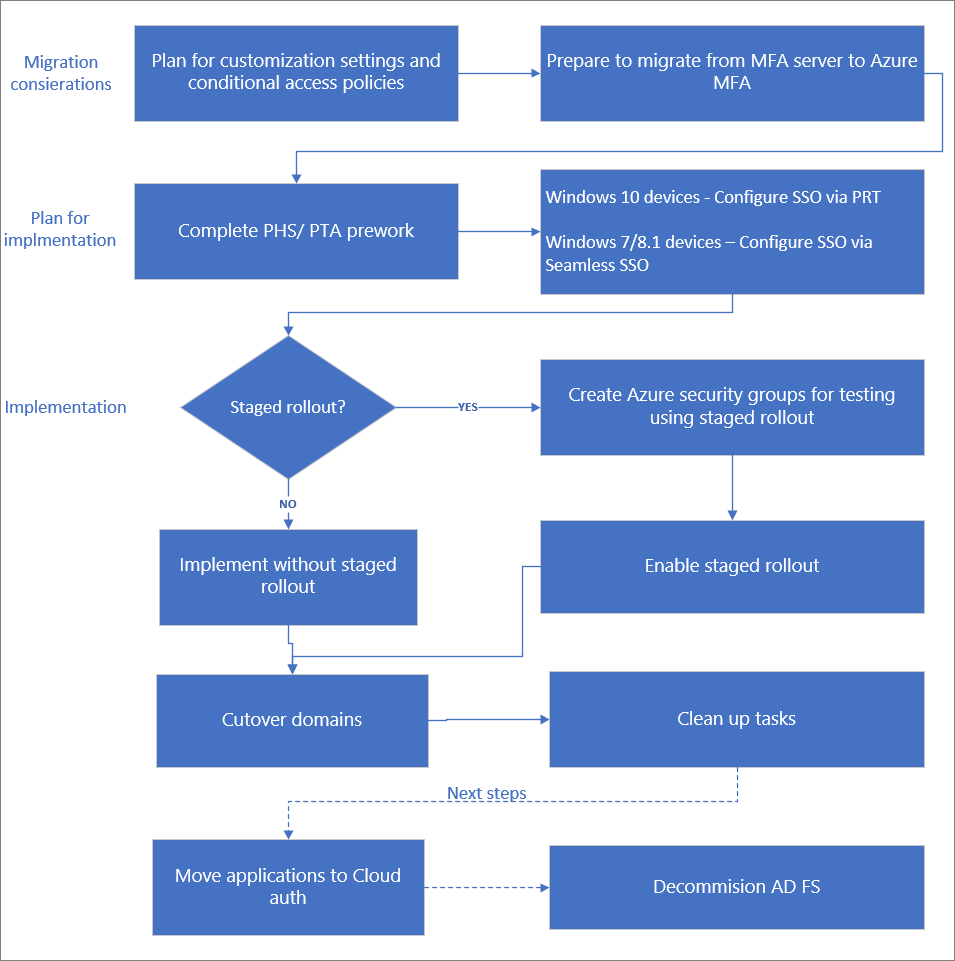 Migration
consierations
Plan for customization settings and
conditional access policies
Prepare to migrate from MFA server to Azure
MFA
Plan for
implmentation
Complete PHS/ PTA prework
Windows 10 devices - Configure SSO via PRT
Windows 7/8.1 devices – Configure SSO via
Seamless SSO
Implementation
Staged rollout?
YES
Create Azure security groups for testing
using staged rollout
NO
Implement without staged
rollout
Enable staged rollout
Cutover domains
Clean up tasks
Next steps
Move applications to Cloud
auth
Decommision AD FS